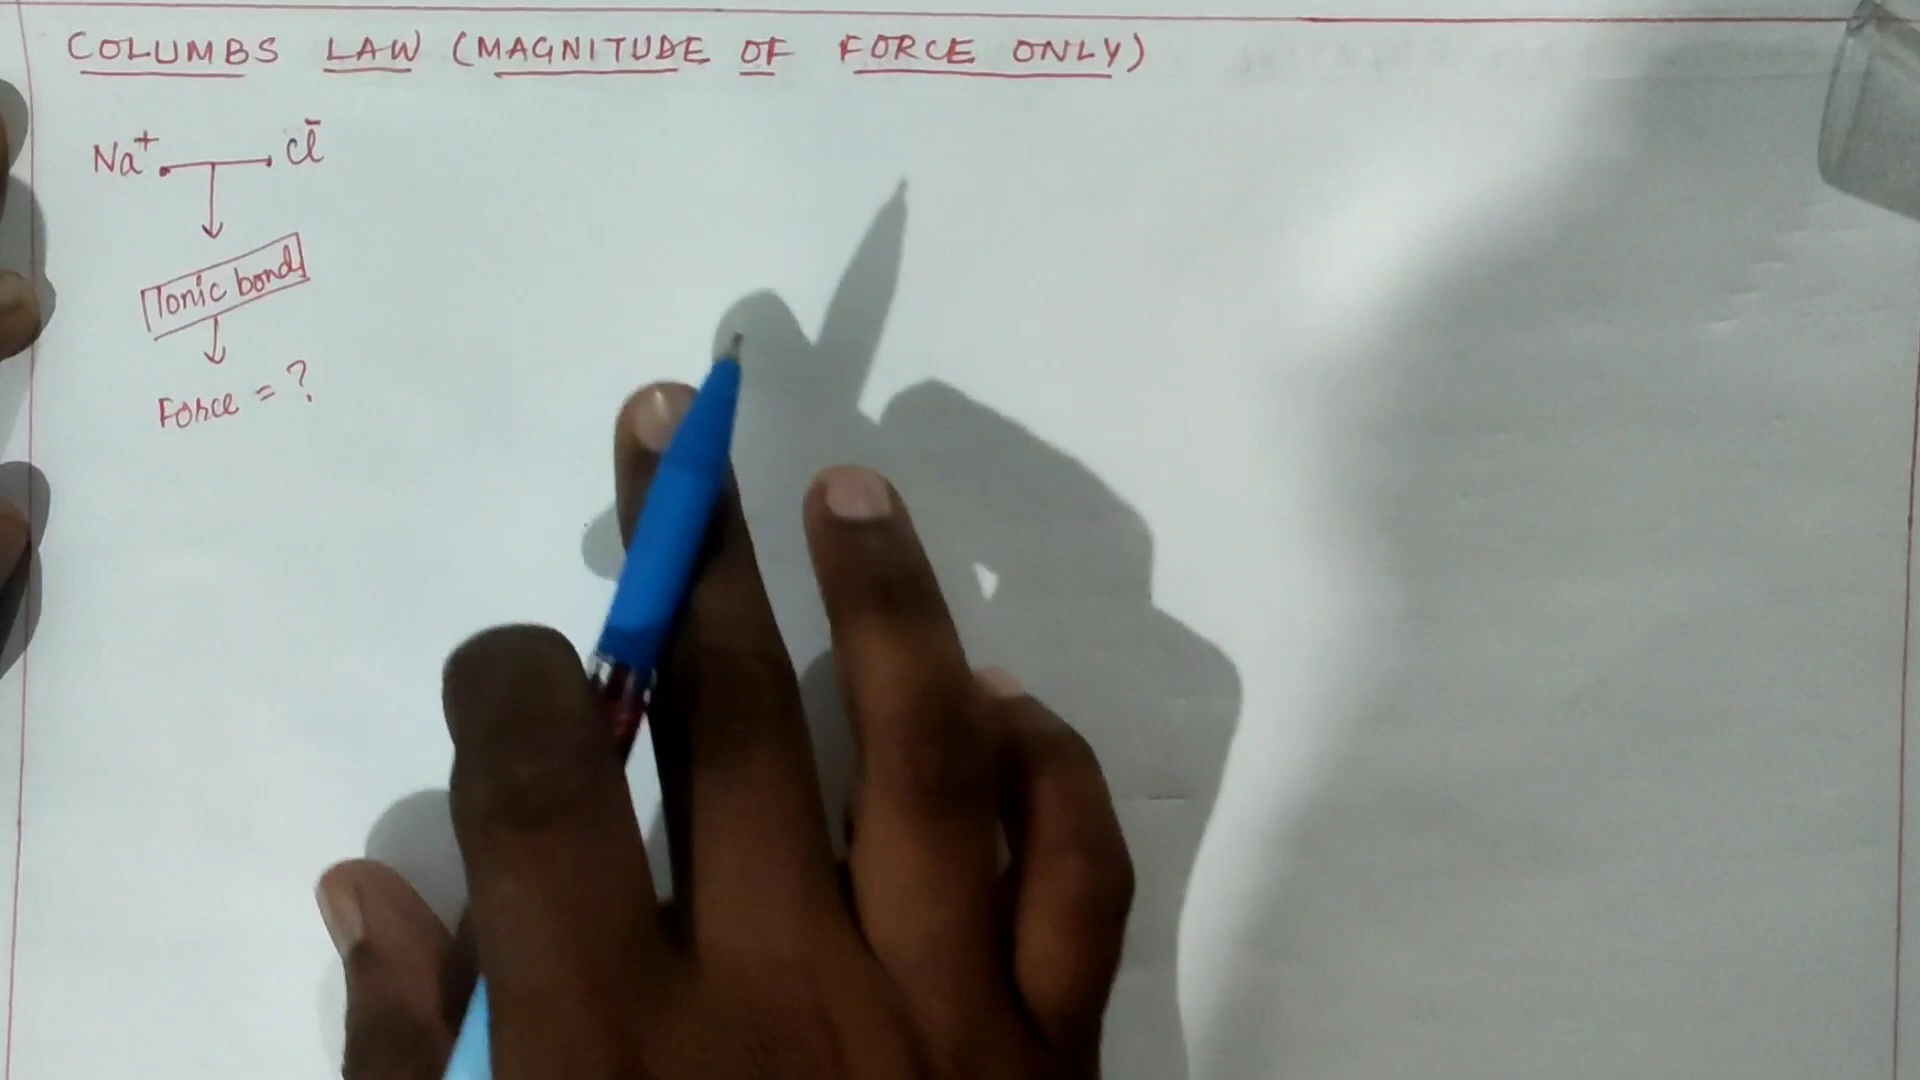 COLUMBS LAW (MAGNITUDE OF FORCE ONLY)
Na⁺ Cl⁻
Ionic bond
Force = ?